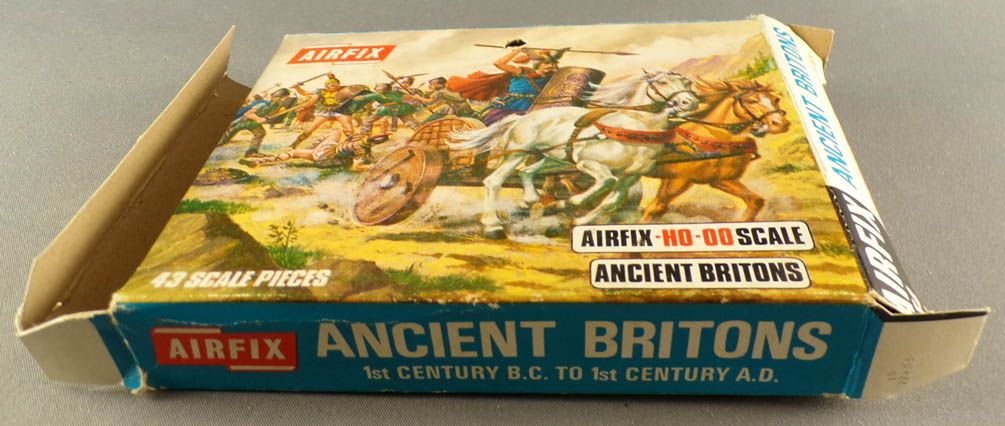 AIRFIX
AIRFIX-HO-OO SCALE
ANCIENT BRITONS
43 SCALE PIECES
AIRFIX
ANCIENT BRITONS
1st CENTURY B.C. TO 1st CENTURY A.D.
AIRFIX ANCIENT BRITONS